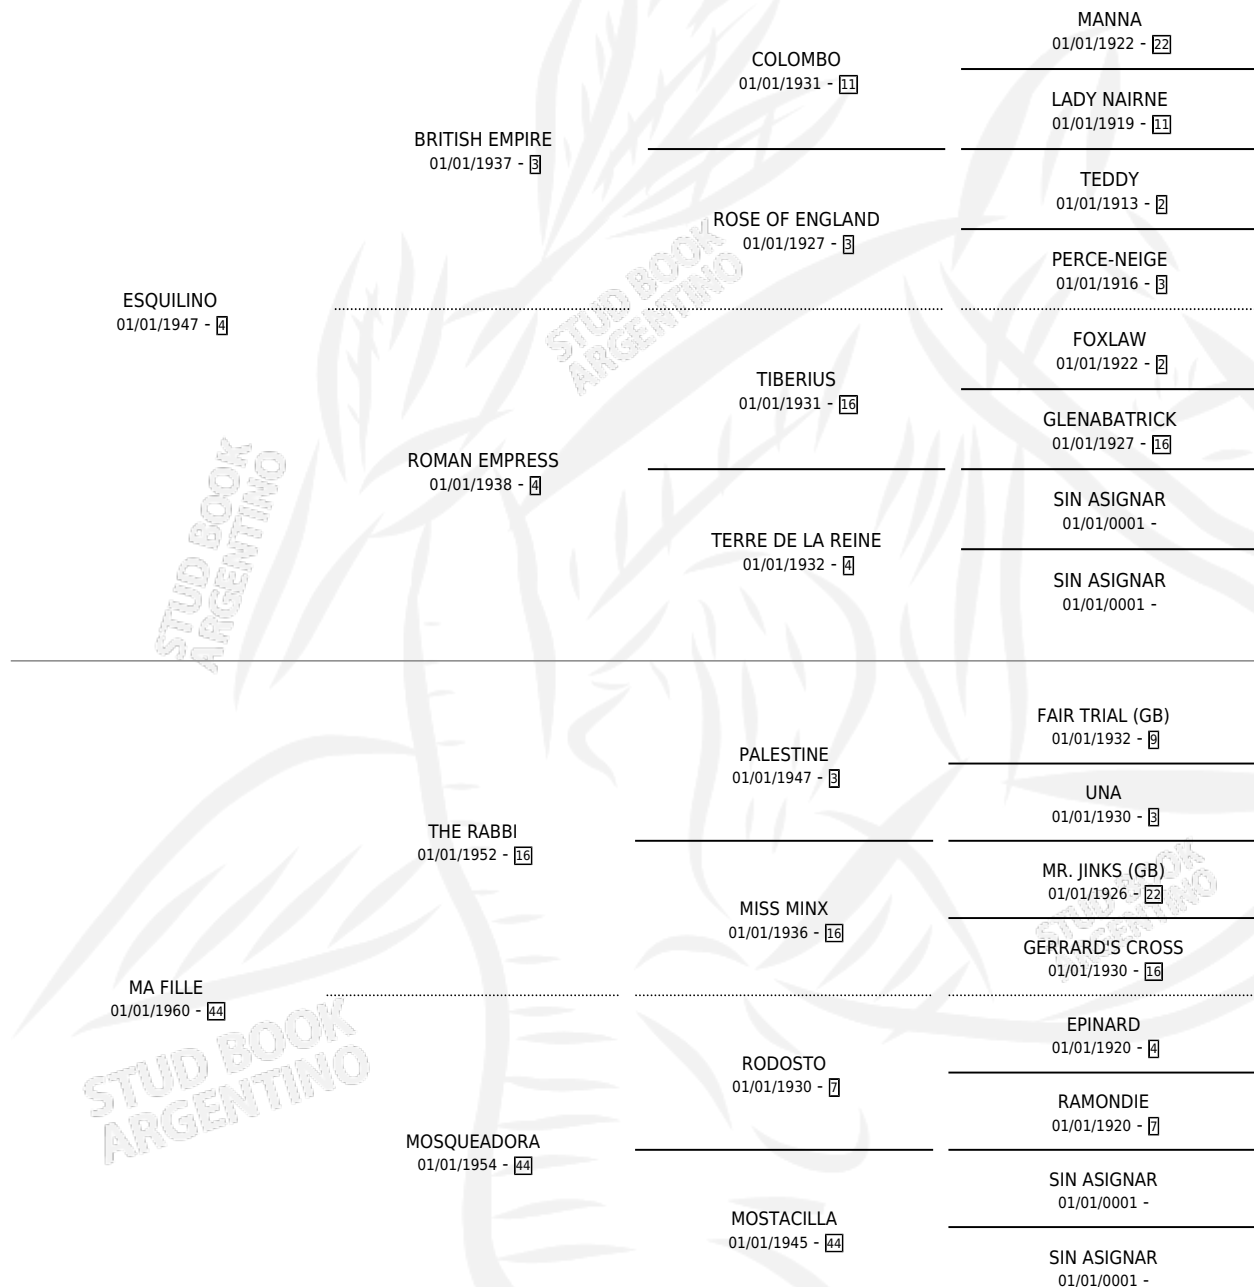 MANNA
01/01/1922 - 22
COLOMBO
01/01/1931 - 11
LADY NAIRNE
01/01/1919 - 11
BRITISH EMPIRE
01/01/1937 - 3
TEDDY
01/01/1913 - 2
ROSE OF ENGLAND
01/01/1927 - 3
PERCE-NEIGE
01/01/1916 - 3
ESQUILINO
01/01/1947 - 4
STUD BOOK
ARGENTINO
FOXLAW
01/01/1922 - 2
TIBERIUS
01/01/1931 - 16
GLENABATRICK
01/01/1927 - 16
ROMAN EMPRESS
01/01/1938 - 4
SIN ASIGNAR
01/01/0001 -
TERRE DE LA REINE
01/01/1932 - 4
SIN ASIGNAR
01/01/0001 -
STUD BOOK
ARGENTINO
FAIR TRIAL (GB)
01/01/1932 - 9
PALESTINE
01/01/1947 - 3
UNA
01/01/1930 - 3
THE RABBI
01/01/1952 - 16
MR. JINKS (GB)
01/01/1926 - 22
MISS MINX
01/01/1936 - 16
GERRARD'S CROSS
01/01/1930 - 16
STUD BOOK
ARGENTINO
MA FILLE
01/01/1960 - 44
EPINARD
01/01/1920 - 4
RODOSTO
01/01/1930 - 7
RAMONDIE
01/01/1920 - 7
STUD BOOK
ARGENTINO
MOSQUEADORA
01/01/1954 - 44
SIN ASIGNAR
01/01/0001 -
MOSTACILLA
01/01/1945 - 44
SIN ASIGNAR
01/01/0001 -